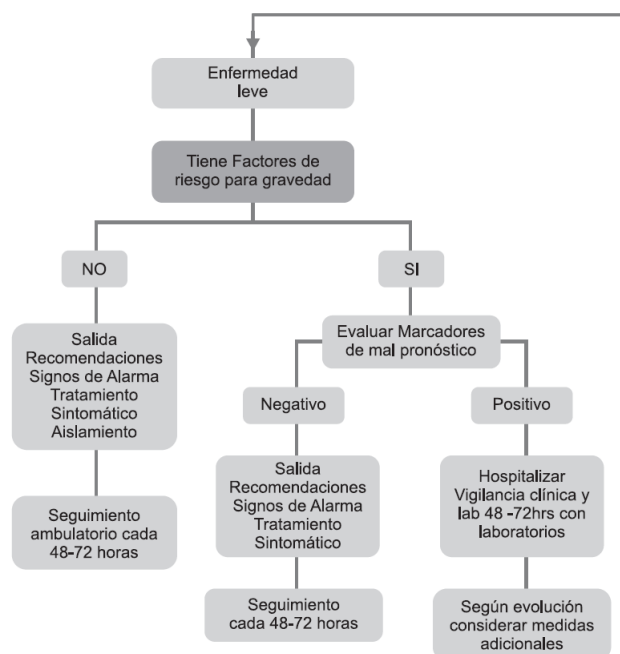 Enfermedad
leve
Tiene Factores de
riesgo para gravedad
NO
SI
Salida
Recomendaciones
Signos de Alarma
Tratamiento
Sintomático
Aislamiento
Seguimiento
ambulatorio cada
48-72 horas
Evaluar Marcadores
de mal pronóstico
Negativo
Positivo
Salida
Recomendaciones
Signos de Alarma
Tratamiento
Sintomático
Seguimiento
cada 48-72 horas
Hospitalizar
Vigilancia clínica y
lab 48 -72hrs con
laboratorios
Según evolución
considerar medidas
adicionales